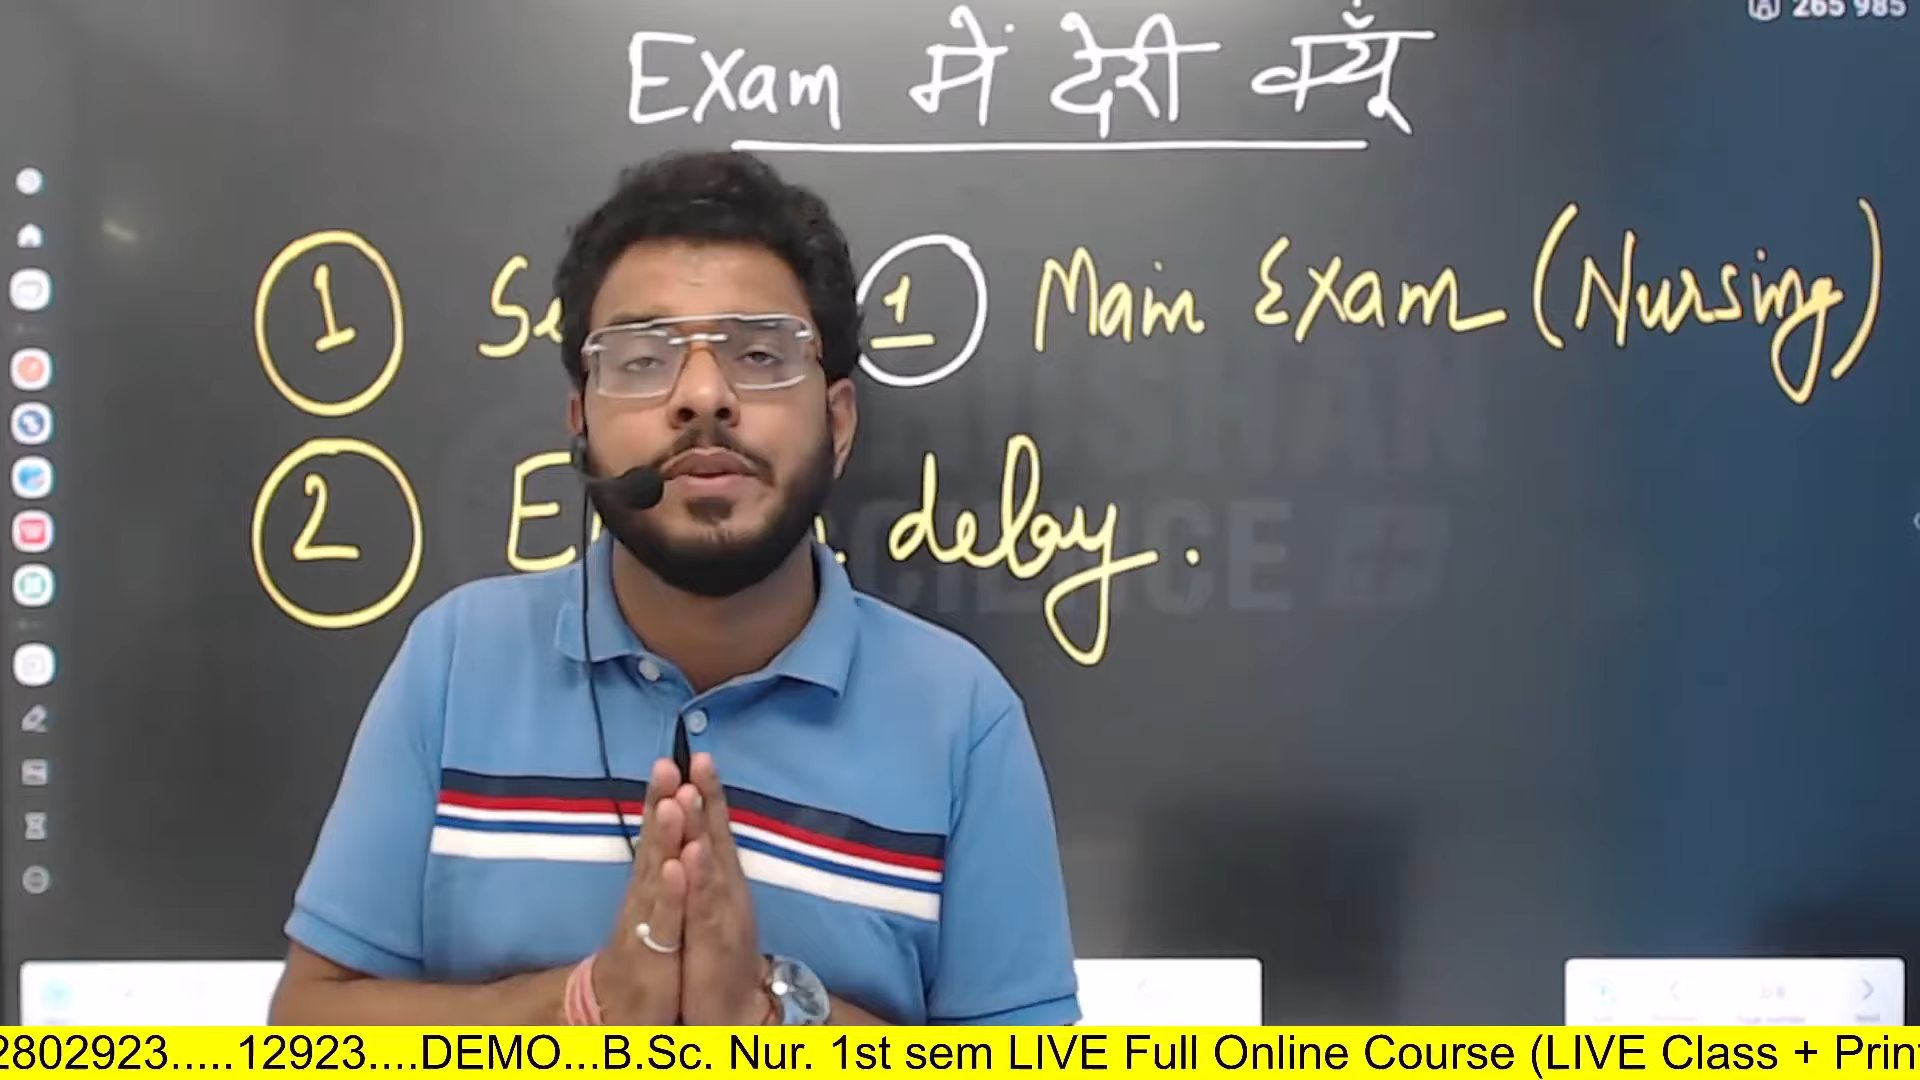 265 985
Exam में देरी क्यूँ
1 Se 1 Main Exam (Nursing)
2 E delay.
SCIENCE
2802923.....12923....DEMO...B.Sc. Nur. 1st sem LIVE Full Online Course (LIVE Class + Prin